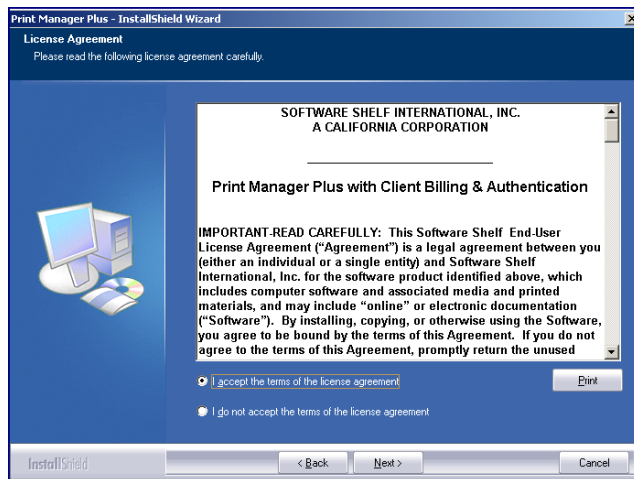 Print Manager Plus - InstallShield Wizard
License Agreement
Please read the following license agreement carefully.
SOFTWARE SHELF INTERNATIONAL, INC.
A CALIFORNIA CORPORATION
Print Manager Plus with Client Billing & Authentication
IMPORTANT-READ CAREFULLY: This Software Shelf End-User
License Agreement (“Agreement”) is a legal agreement between you
(either an individual or a single entity) and Software Shelf
International, Inc. for the software product identified above, which
includes computer software and associated media and printed
materials, and may include “online” or electronic documentation
(“Software”). By installing, copying, or otherwise using the Software,
you agree to be bound by the terms of this Agreement. If you do not
agree to the terms of this Agreement, promptly return the unused
I accept the terms of the license agreement
Print
I do not accept the terms of the license agreement
InstallShield
< Back
Next >
Cancel